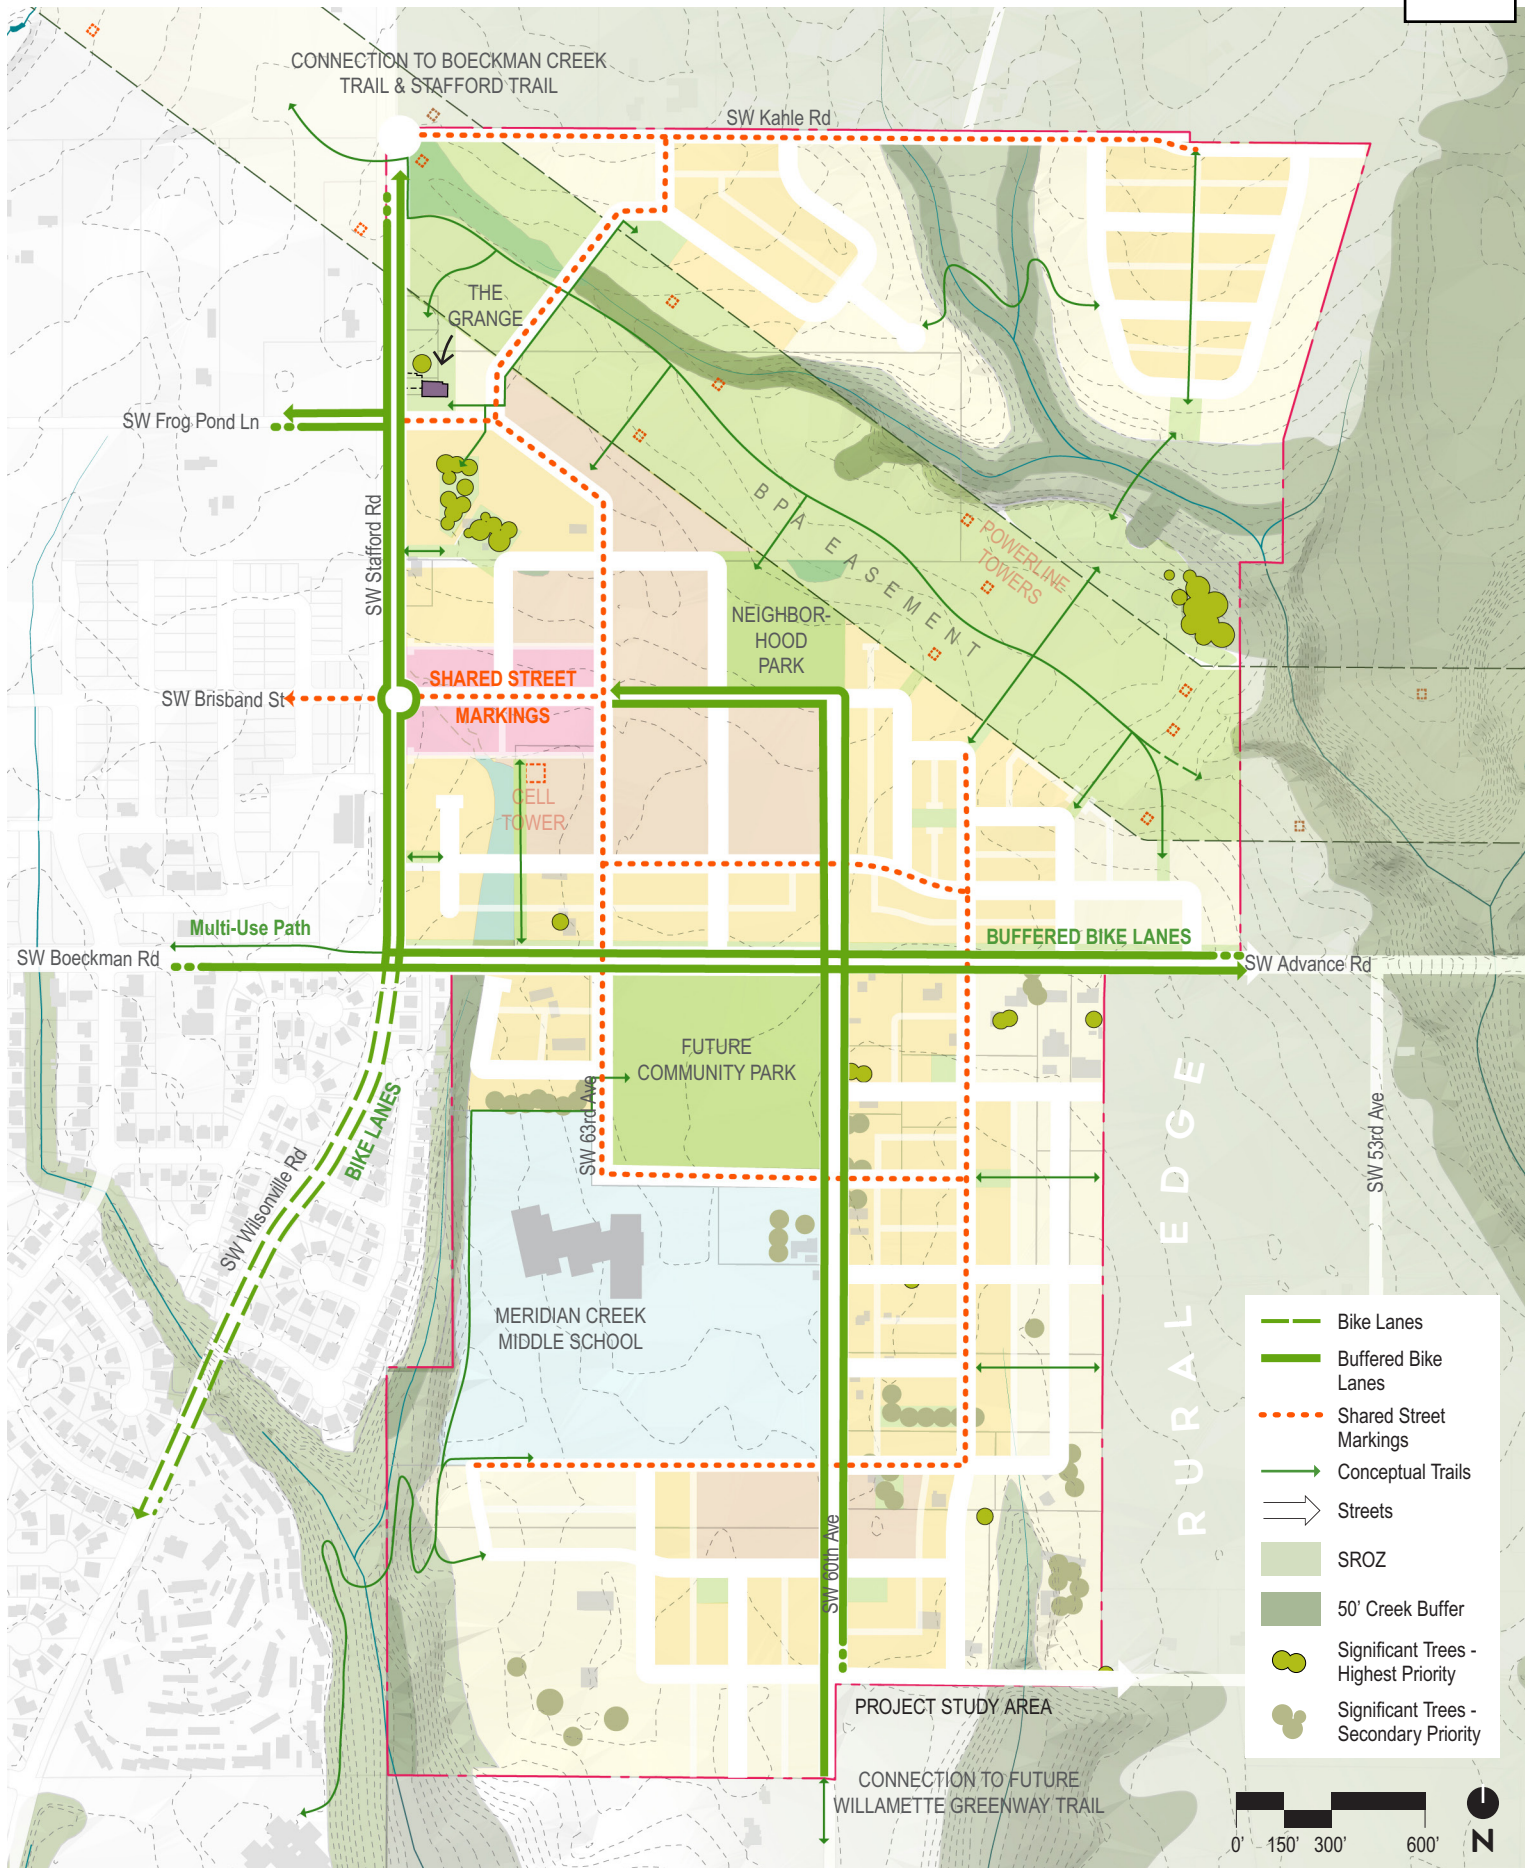 CONNECTION TO BOECKMAN CREEK
TRAIL & STAFFORD TRAIL
SW Kahle Rd
THE
GRANGE
SW Frog Pond Ln
SW Stafford Rd
BPA EASEMENT
POWERLINE
TOWERS
NEIGHBOR-
HOOD
PARK
SHARED STREET
MARKINGS
SW Brisband St
CELL
TOWER
Multi-Use Path
BUFFERED BIKE LANES
SW Boeckman Rd
SW Advance Rd
FUTURE
COMMUNITY PARK
SW 63rd Ave
BIKE LANES
SW Wilsonville Rd
RURAL EDGE
SW 53rd Ave
MERIDIAN CREEK
MIDDLE SCHOOL
SW 60th Ave
PROJECT STUDY AREA
CONNECTION TO FUTURE
WILLAMETTE GREENWAY TRAIL
Bike Lanes
Buffered Bike
Lanes
Shared Street
Markings
Conceptual Trails
Streets
SROZ
50' Creek Buffer
Significant Trees -
Highest Priority
Significant Trees -
Secondary Priority
0' 150' 300' 600'
N